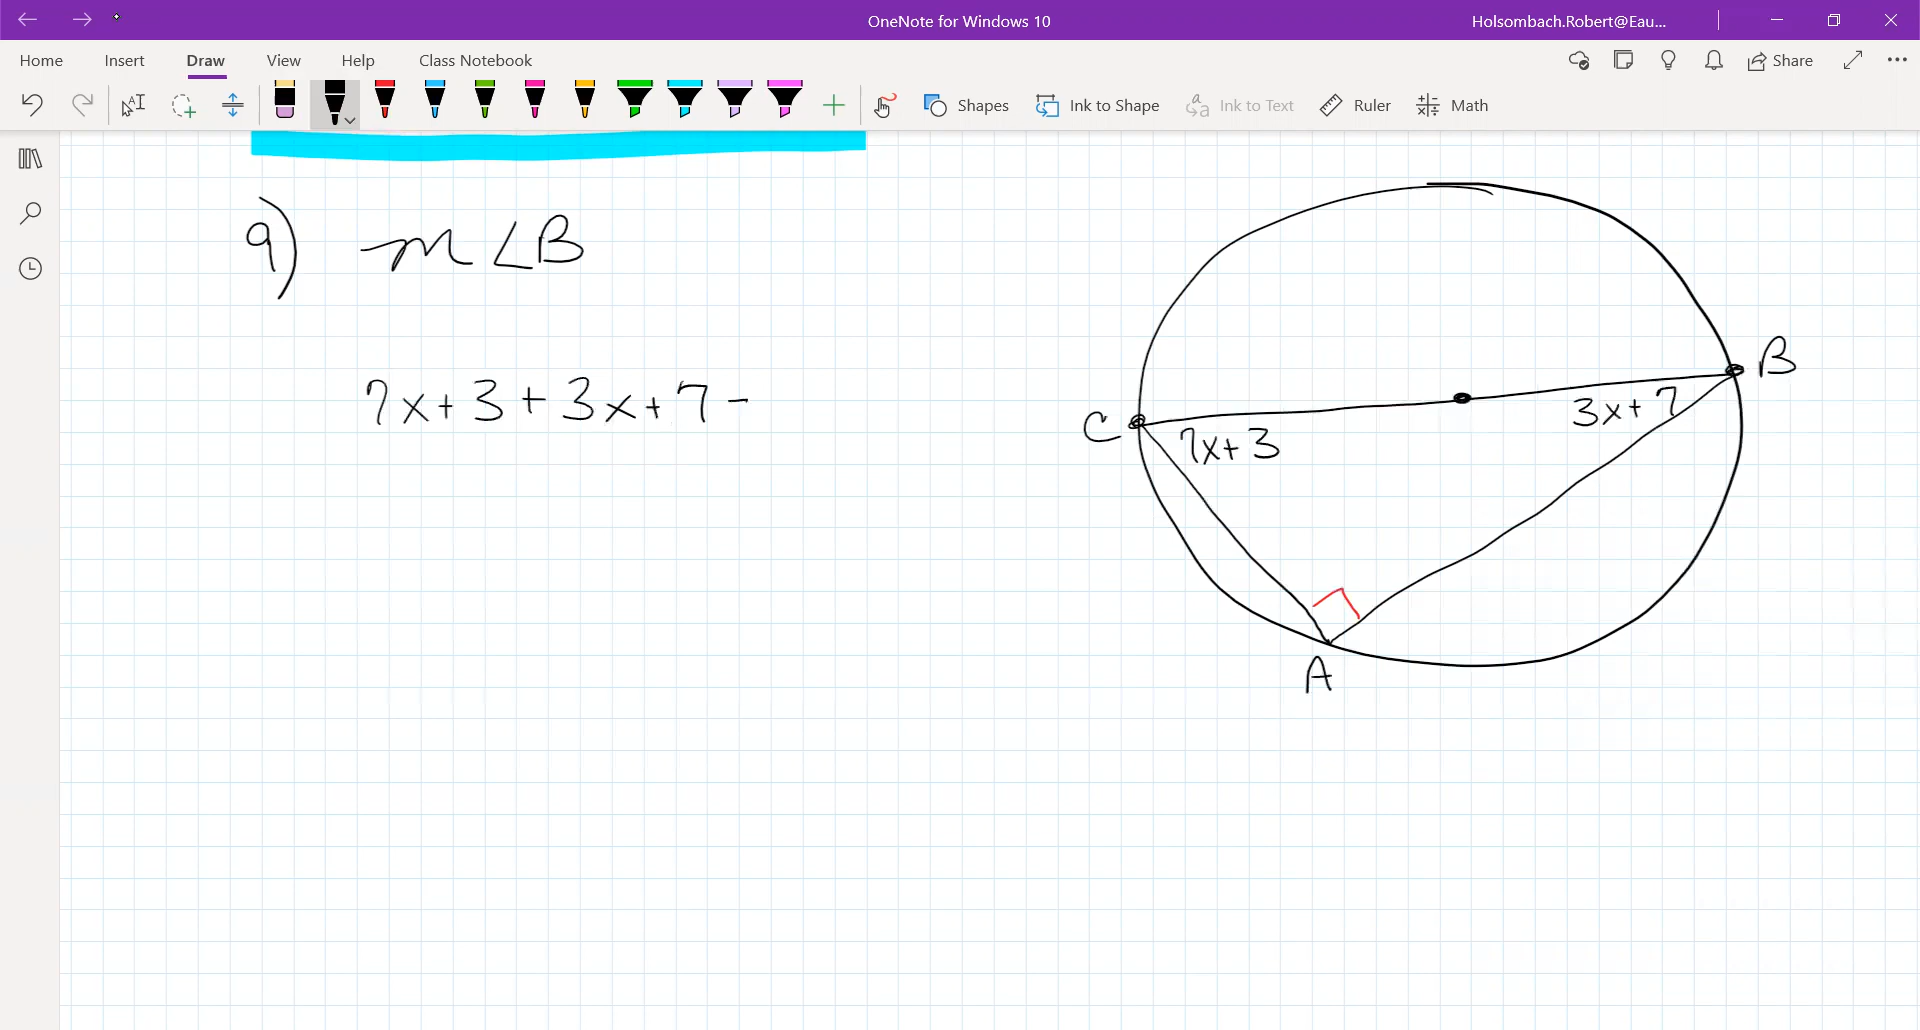 OneNote for Windows 10
Holsombach.Robert@Eau...
Home Insert Draw View Help Class Notebook
Share
Shapes Ink to Shape Ink to Text Ruler Math
9) m∠B
7x+3+3x+7-
B
3x+7
C
7x+3
A